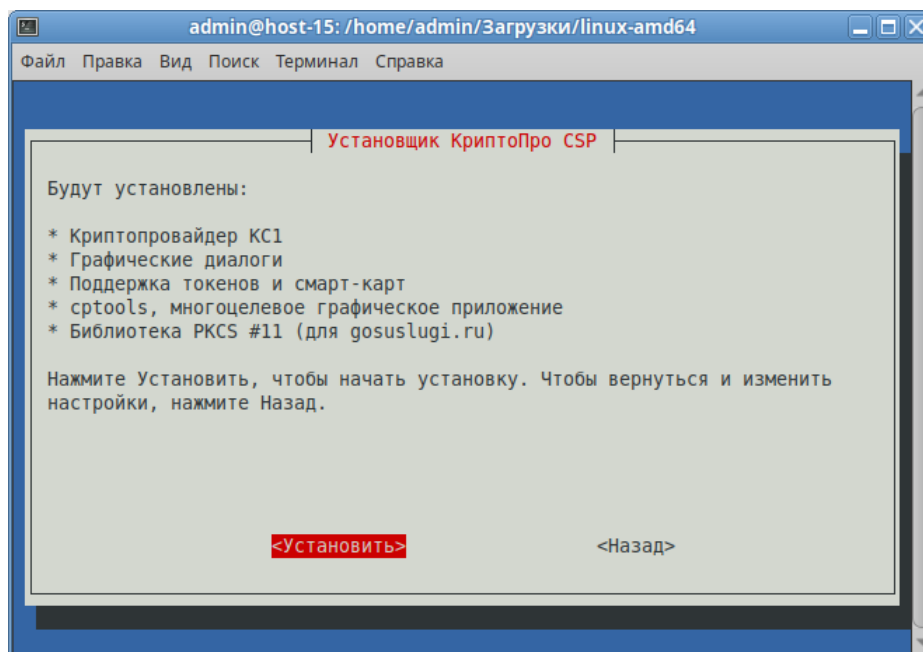 admin@host-15: /home/admin/Загрузки/linux-amd64
Файл Правка Вид Поиск Терминал Справка
Установщик КриптоПро CSP
Будут установлены:
* Криптопровайдер КС1
* Графические диалоги
* Поддержка токенов и смарт-карт
* cptools, многоцелевое графическое приложение
* Библиотека PKCS #11 (для gosuslugi.ru)
Нажмите Установить, чтобы начать установку. Чтобы вернуться и изменить
настройки, нажмите Назад.
<Установить> <Назад>